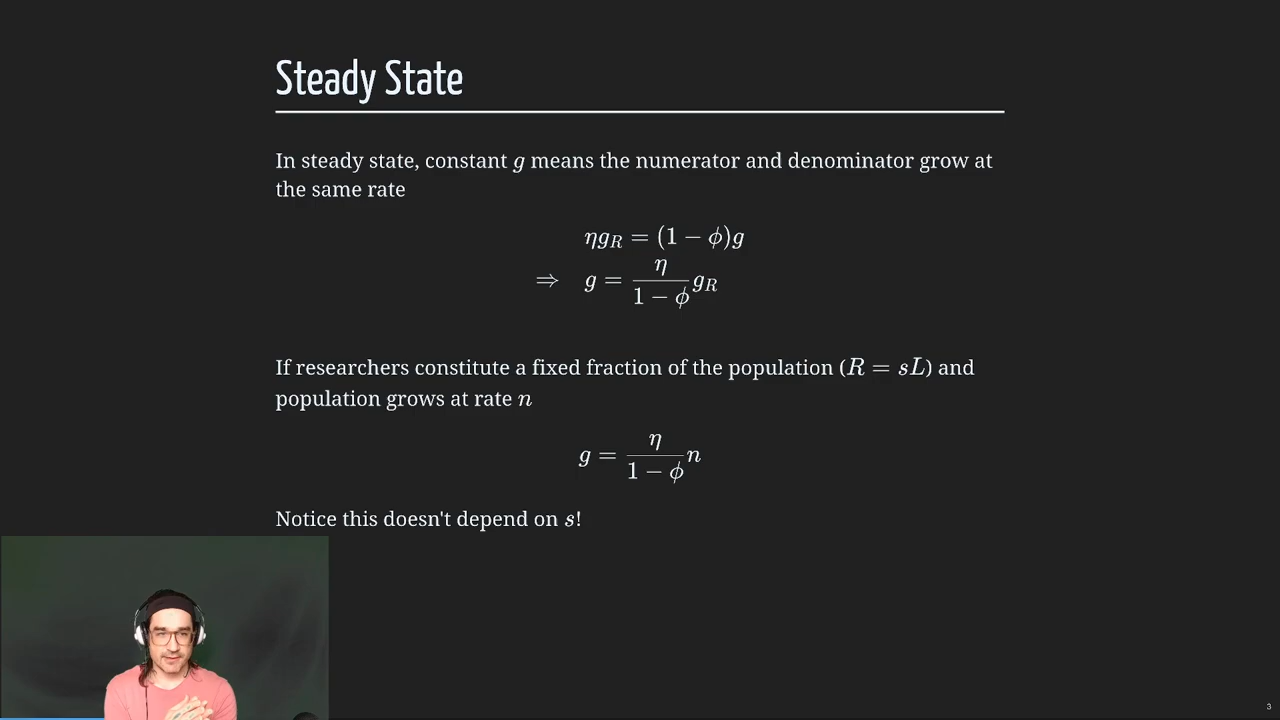 Steady State
In steady state, constant g means the numerator and denominator grow at
the same rate
ηg_R = (1 − ϕ)g
⇒ g = \frac{η}{1 − ϕ} g_R
If researchers constitute a fixed fraction of the population (R = sL) and
population grows at rate n
g = \frac{η}{1 − ϕ} n
Notice this doesn't depend on s!
3